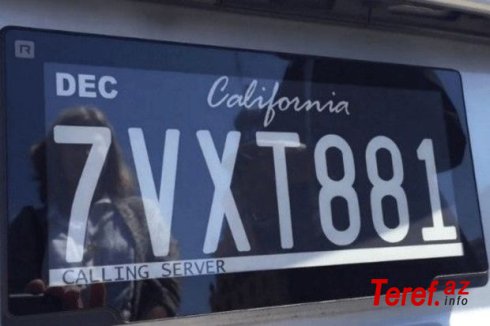 R
DEC
California
7VXT881
CALLING SERVER
Teref.az
.info